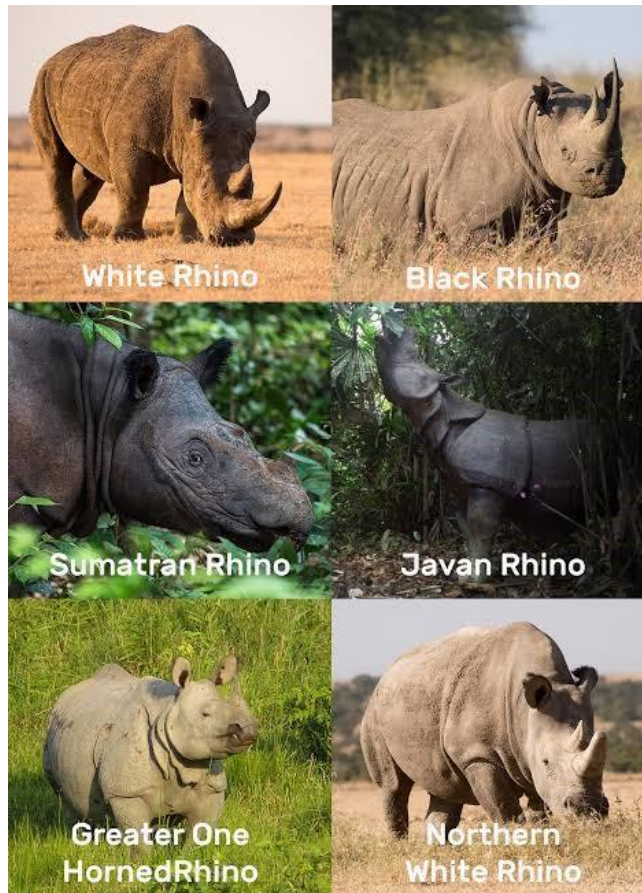 White Rhino
Black Rhino
Sumatran Rhino
Javan Rhino
Greater One
HornedRhino
Northern
White Rhino